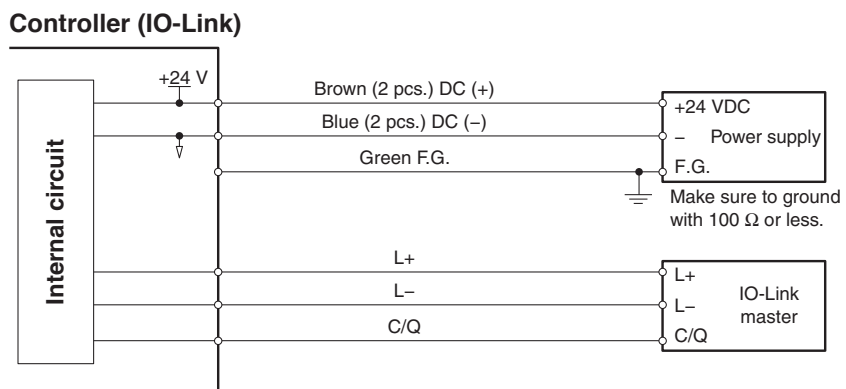 Controller (IO-Link)
+24 V
Internal circuit
Brown (2 pcs.) DC (+)
Blue (2 pcs.) DC (−)
Green F.G.
+24 VDC
− Power supply
F.G.
Make sure to ground
with 100 Ω or less.
L+
L−
C/Q
L+
L−
C/Q
IO-Link
master